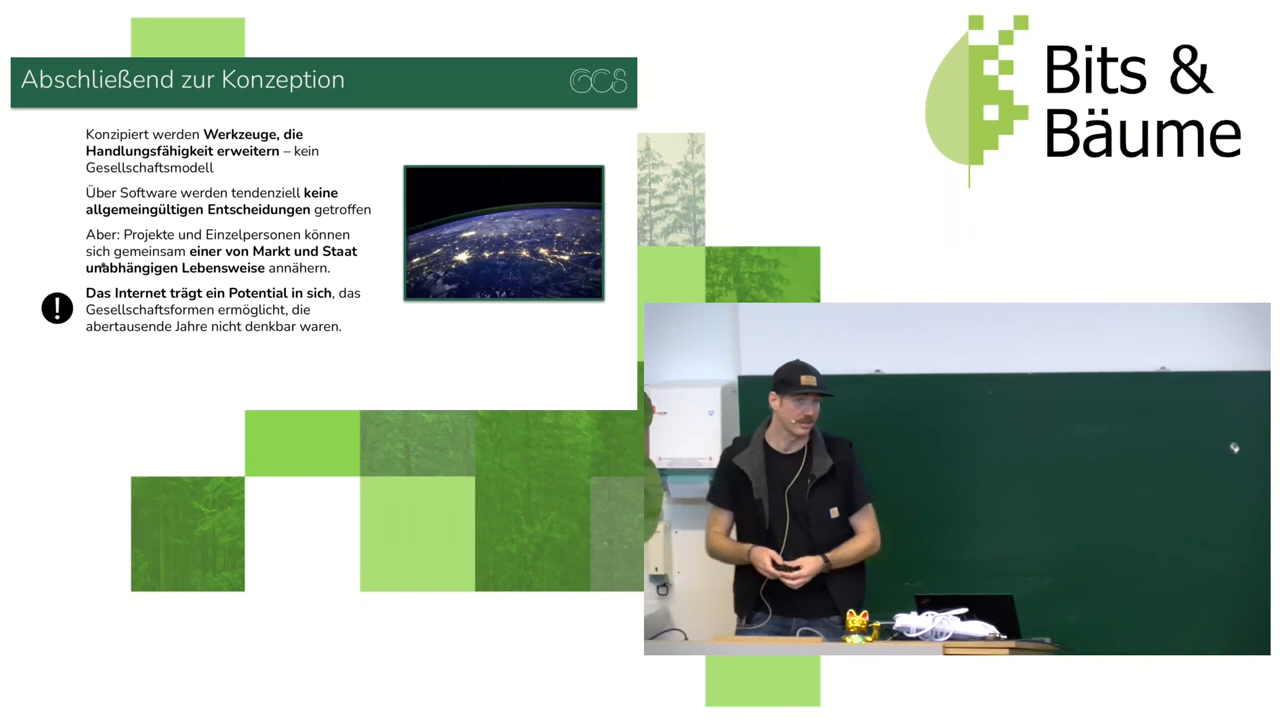 Abschließend zur Konzeption
GCS
Konzipiert werden Werkzeuge, die
Handlungsfähigkeit erweitern – kein
Gesellschaftsmodell
Über Software werden tendenziell keine
allgemeingültigen Entscheidungen getroffen
Aber: Projekte und Einzelpersonen können
sich gemeinsam einer von Markt und Staat
unabhängigen Lebensweise annähern.
!
Das Internet trägt ein Potential in sich, das
Gesellschaftsformen ermöglicht, die
abertausende Jahre nicht denkbar waren.
Bits &
Bäume